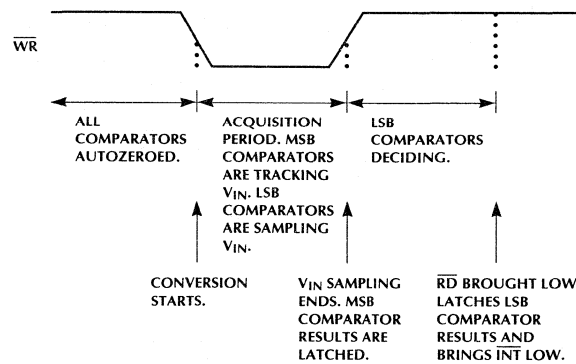 WR
ALL
COMPARATORS
AUTOZEROED.
ACQUISITION
PERIOD. MSB
COMPARATORS
ARE TRACKING
VIN. LSB
COMPARATORS
ARE SAMPLING
VIN.
LSB
COMPARATORS
DECIDING.
CONVERSION
STARTS.
VIN SAMPLING
ENDS. MSB
COMPARATOR
RESULTS ARE
LATCHED.
RD BROUGHT LOW
LATCHES LSB
COMPARATOR
RESULTS AND
BRINGS INT LOW.